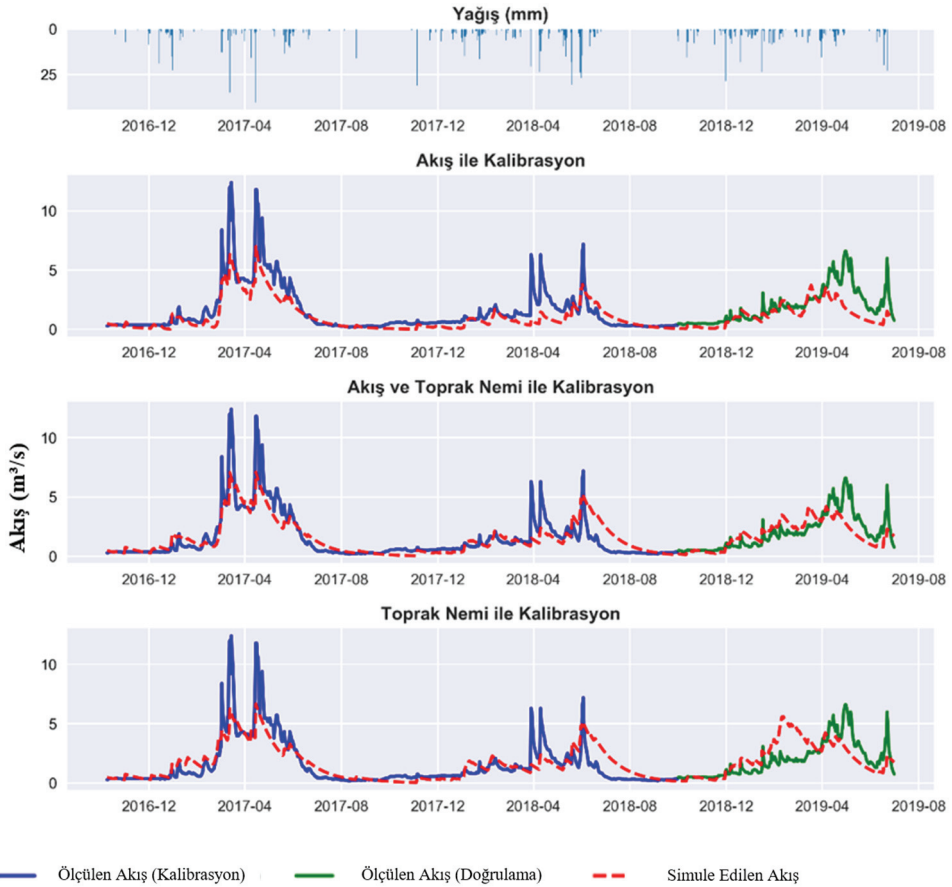 Yağış (mm)
0
25
2016-12 2017-04 2017-08 2017-12 2018-04 2018-08 2018-12 2019-04 2019-08
Akış ile Kalibrasyon
10
5
0
2016-12 2017-04 2017-08 2017-12 2018-04 2018-08 2018-12 2019-04 2019-08
Akış ve Toprak Nemi ile Kalibrasyon
Akış (m³/s)
10
5
0
2016-12 2017-04 2017-08 2017-12 2018-04 2018-08 2018-12 2019-04 2019-08
Toprak Nemi ile Kalibrasyon
10
5
0
2016-12 2017-04 2017-08 2017-12 2018-04 2018-08 2018-12 2019-04 2019-08
Ölçülen Akış (Kalibrasyon) Ölçülen Akış (Doğrulama) Simule Edilen Akış